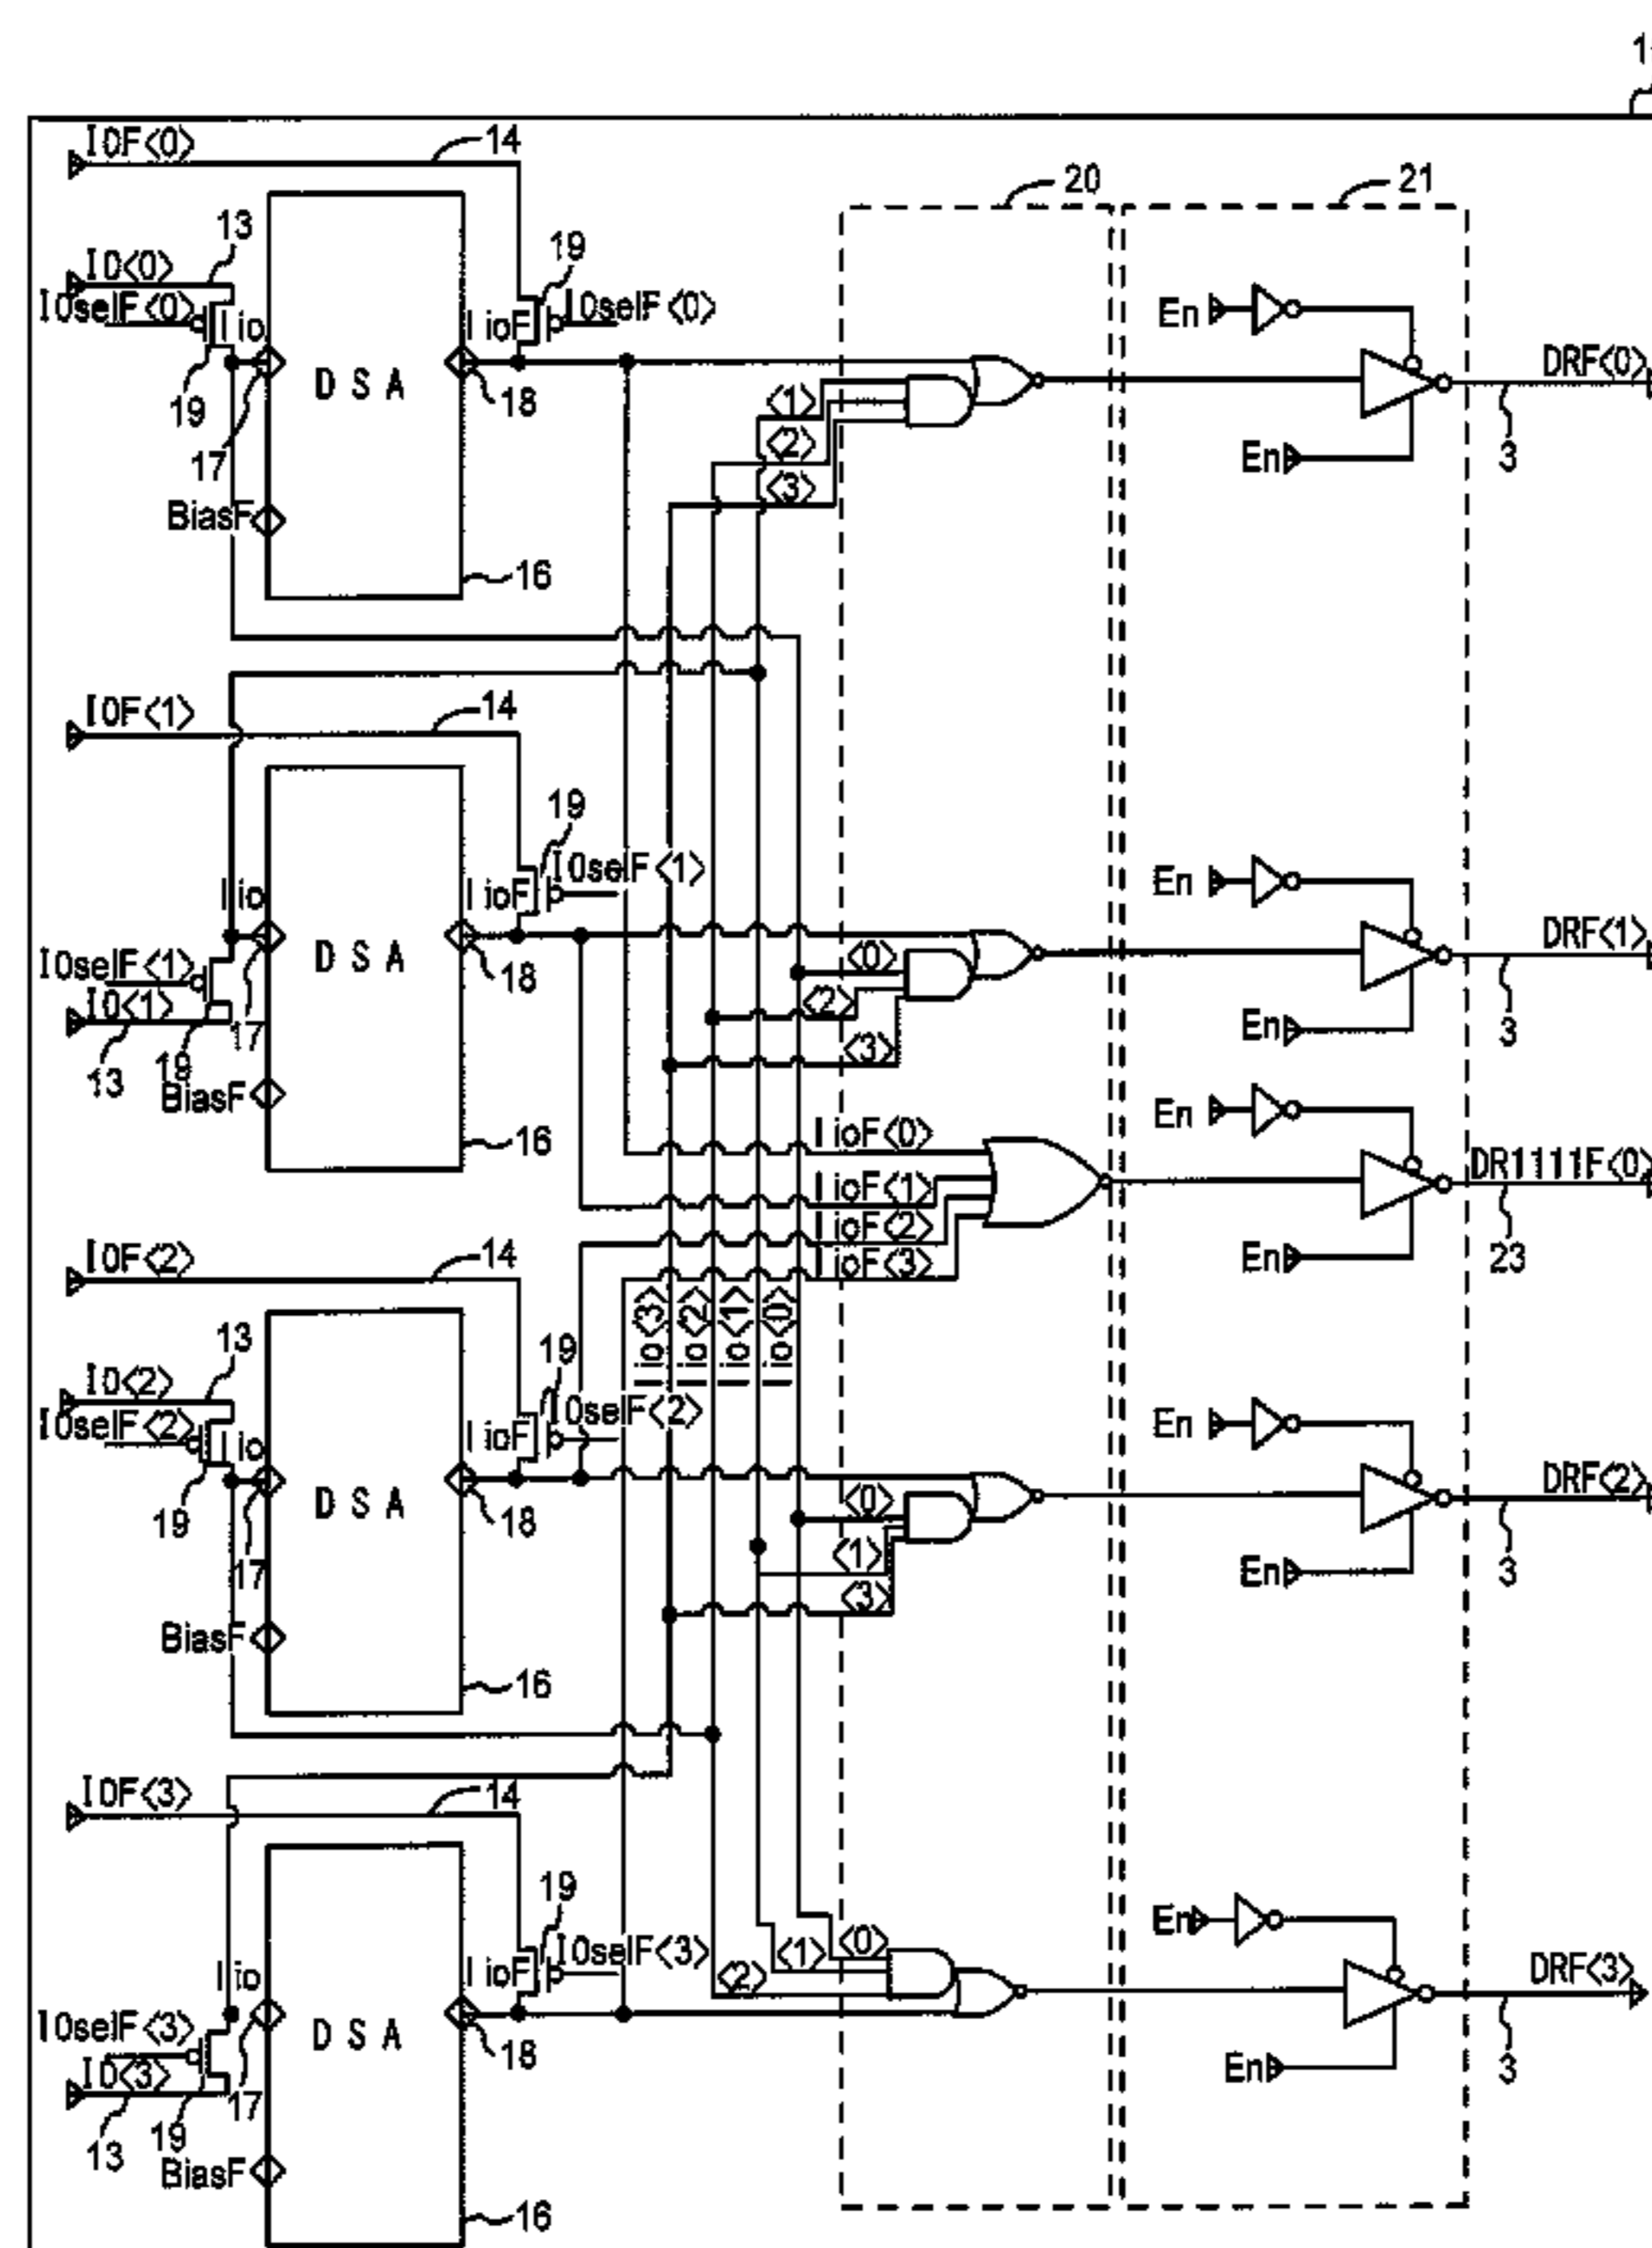 1
IOF<0>
14
20
21
13
19
IO<0>
IOselF<0>
Iio
IioF
IOselF<0>
En
DRF<0>
D S A
19
18
<1>
17
<2>
En
3
<3>
BiasF
16
IOF<1>
14
19
IOselF<1>
En
Iio
IioF
DRF<1>
IOselF<1>
D S A
18
<0>
IO<1>
<2>
17
En
3
13
19
<3>
BiasF
En
16
IioF<0>
DR1111F<0>
IioF<1>
IOF<2>
14
IioF<2>
En
23
IioF<3>
Iio<3>
Iio<2>
Iio<1>
Iio<0>
13
19
IO<2>
IOselF<2>
IOselF<2>
En
Iio
IioF
DRF<2>
19
D S A
18
<0>
17
<1>
En
3
<3>
BiasF
16
IOF<3>
14
19
En
IOselF<3>
<1>
<0>
Iio
IioF
<2>
DRF<3>
IOselF<3>
D S A
18
IO<3>
17
En
3
13
19
BiasF
16